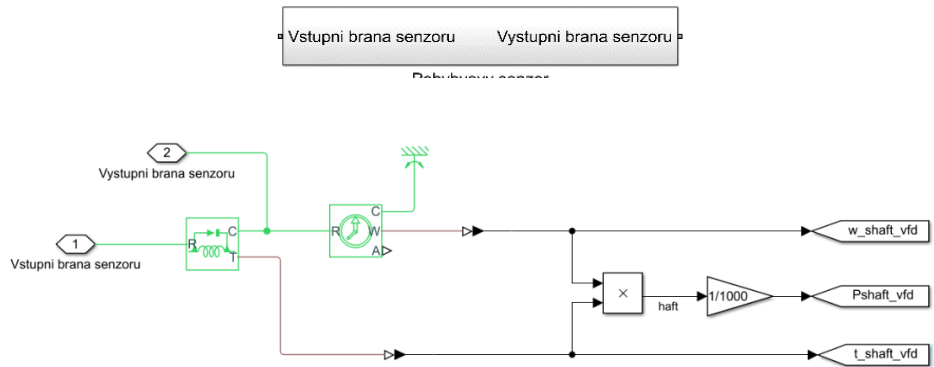 Vstupni brana senzoru Vystupni brana senzoru
2
Vystupni brana senzoru
C
R
C
R
W
w_shaft_vfd
1
T
A
Vstupni brana senzoru
×
1/1000
Pshaft_vfd
haft
t_shaft_vfd